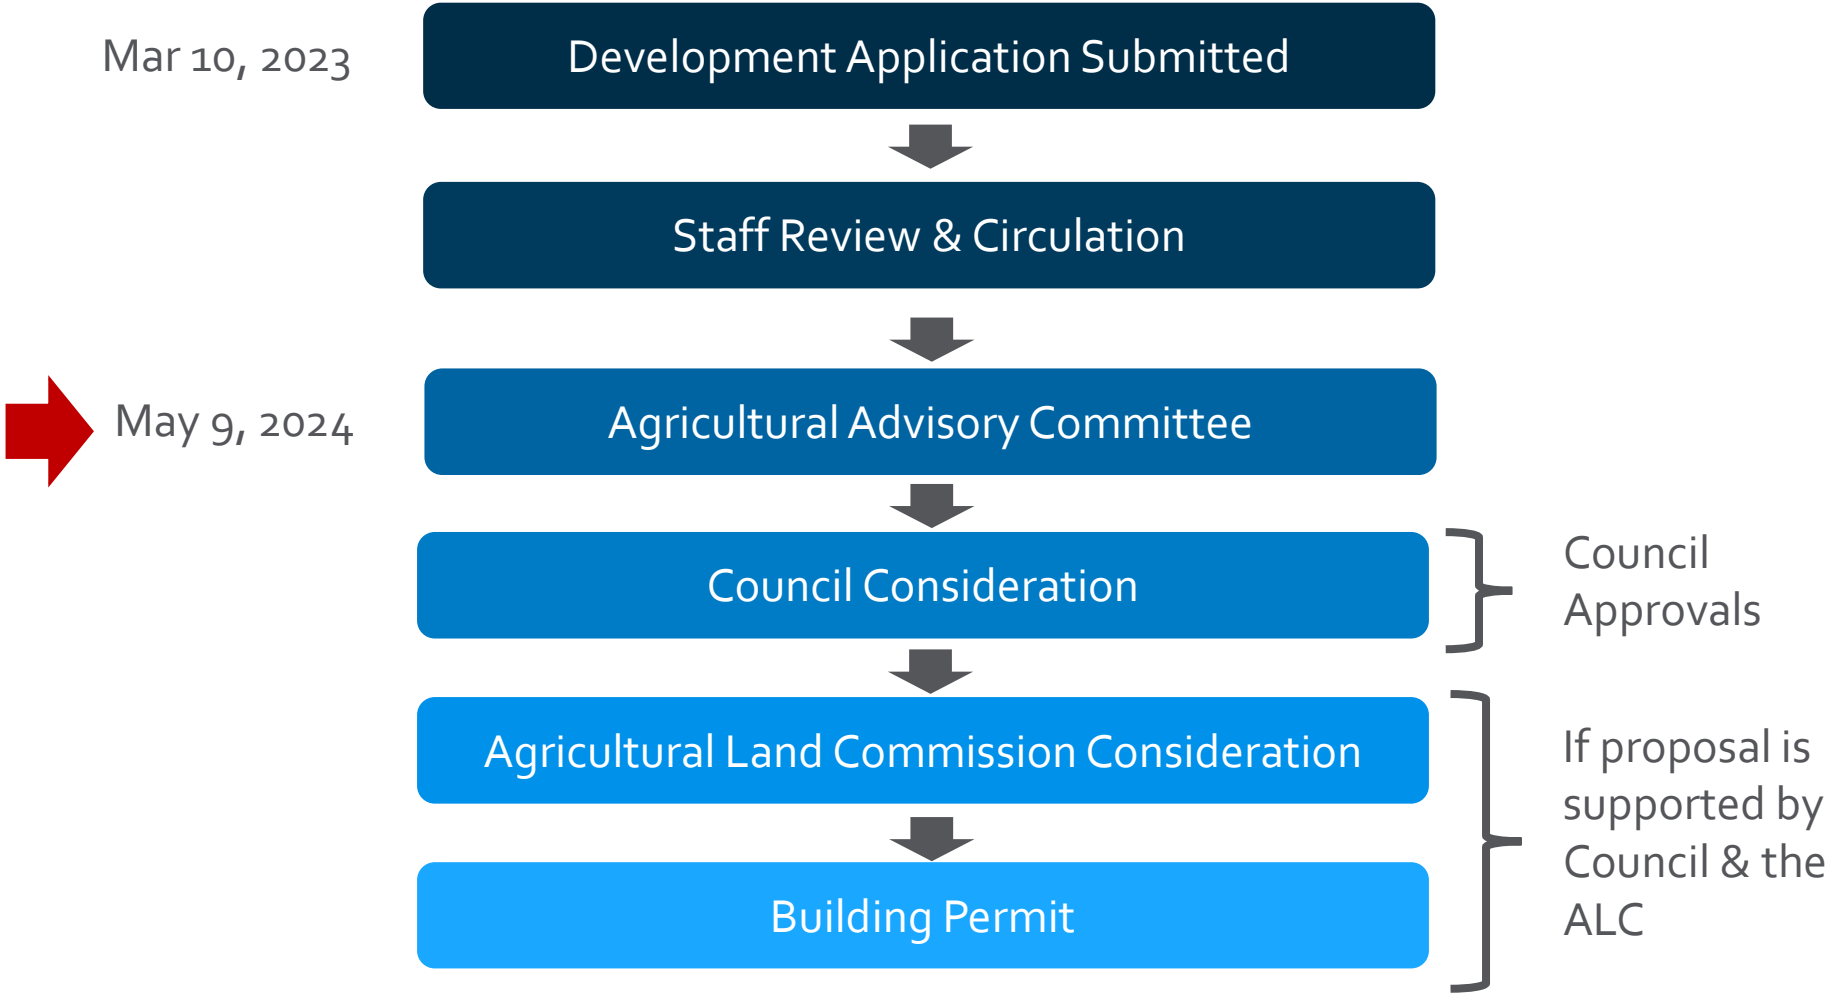 Mar 10, 2023
Development Application Submitted
Staff Review & Circulation
May 9, 2024
Agricultural Advisory Committee
Council Consideration
Council
Approvals
Agricultural Land Commission Consideration
If proposal is
supported by
Council & the
ALC
Building Permit